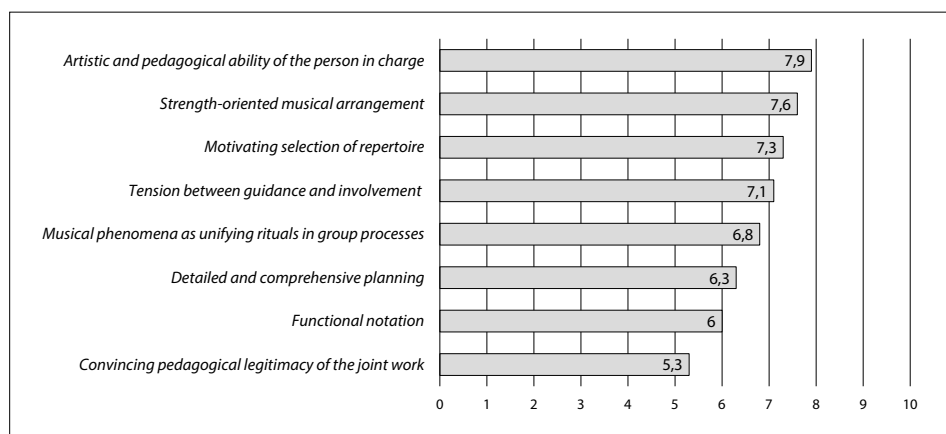 Artistic and pedagogical ability of the person in charge 7,9
Strength-oriented musical arrangement 7,6
Motivating selection of repertoire 7,3
Tension between guidance and involvement 7,1
Musical phenomena as unifying rituals in group processes 6,8
Detailed and comprehensive planning 6,3
Functional notation 6
Convincing pedagogical legitimacy of the joint work 5,3
0 1 2 3 4 5 6 7 8 9 10